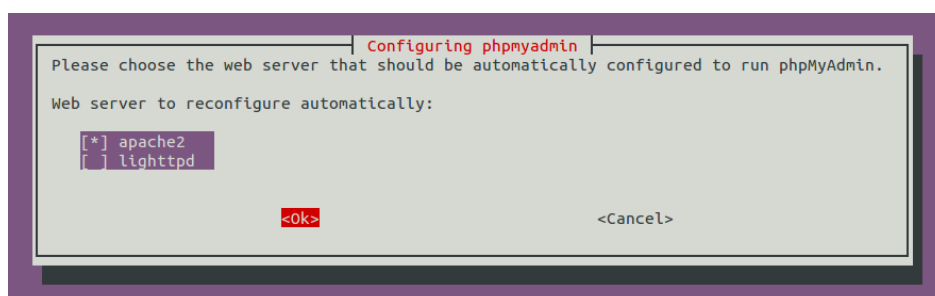 Configuring phpmyadmin
Please choose the web server that should be automatically configured to run phpMyAdmin.
Web server to reconfigure automatically:
[*] apache2
[ ] lighttpd
<Ok> <Cancel>